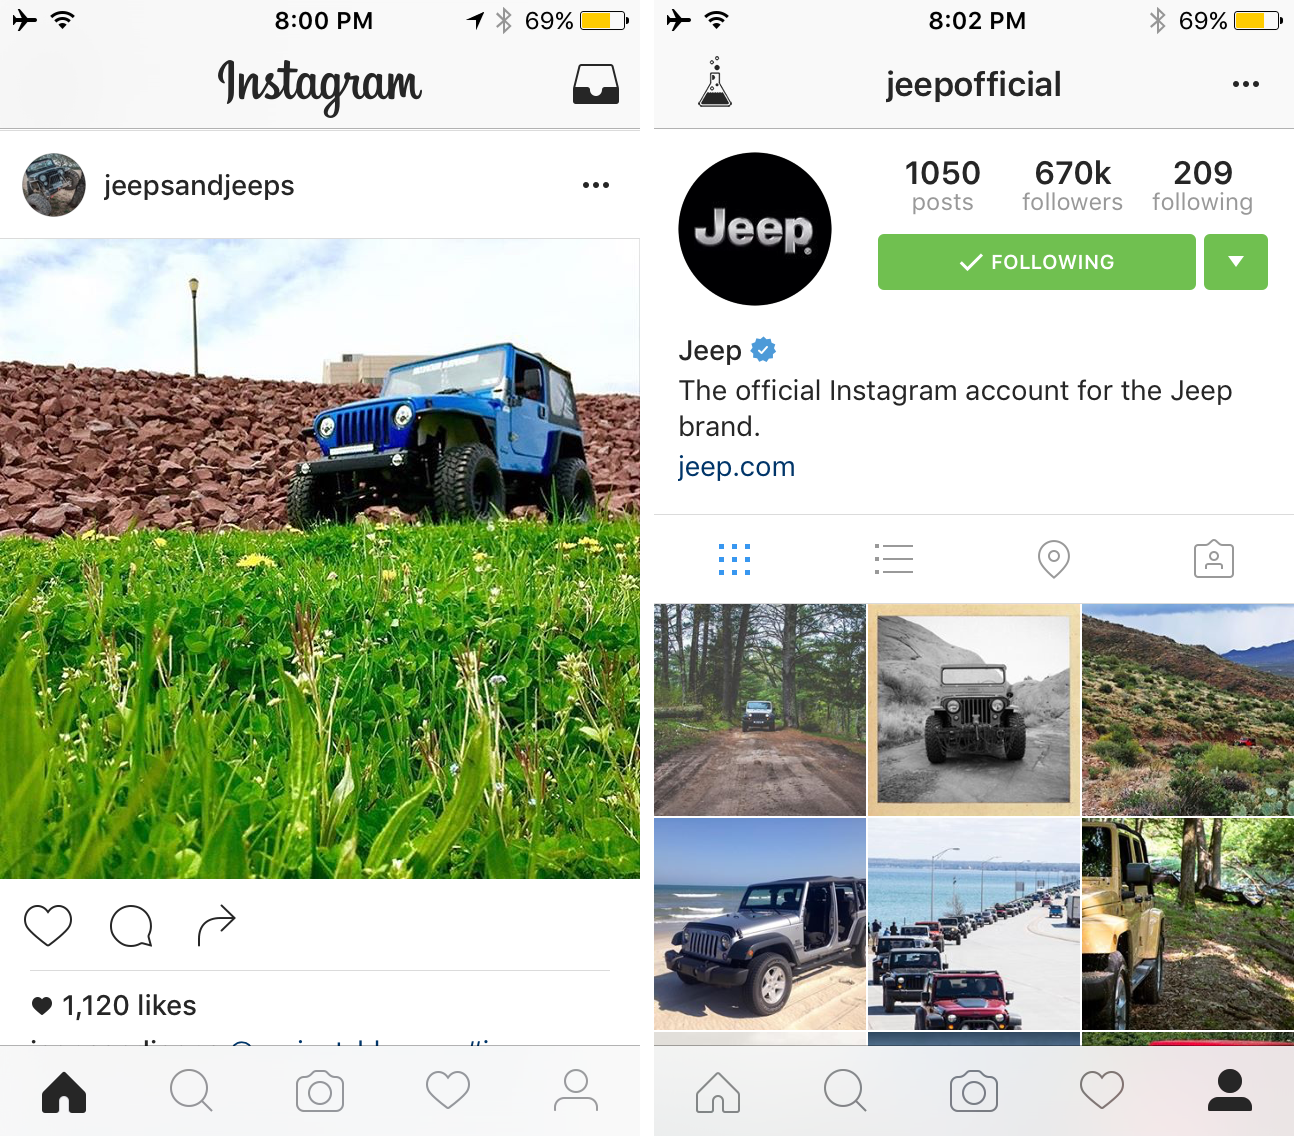 8:00 PM
69%
Instagram
jeepsandjeeps
1,120 likes
8:02 PM
69%
jeepofficial
Jeep
1050
posts
670k
followers
209
following
FOLLOWING
Jeep
The official Instagram account for the Jeep
brand.
jeep.com